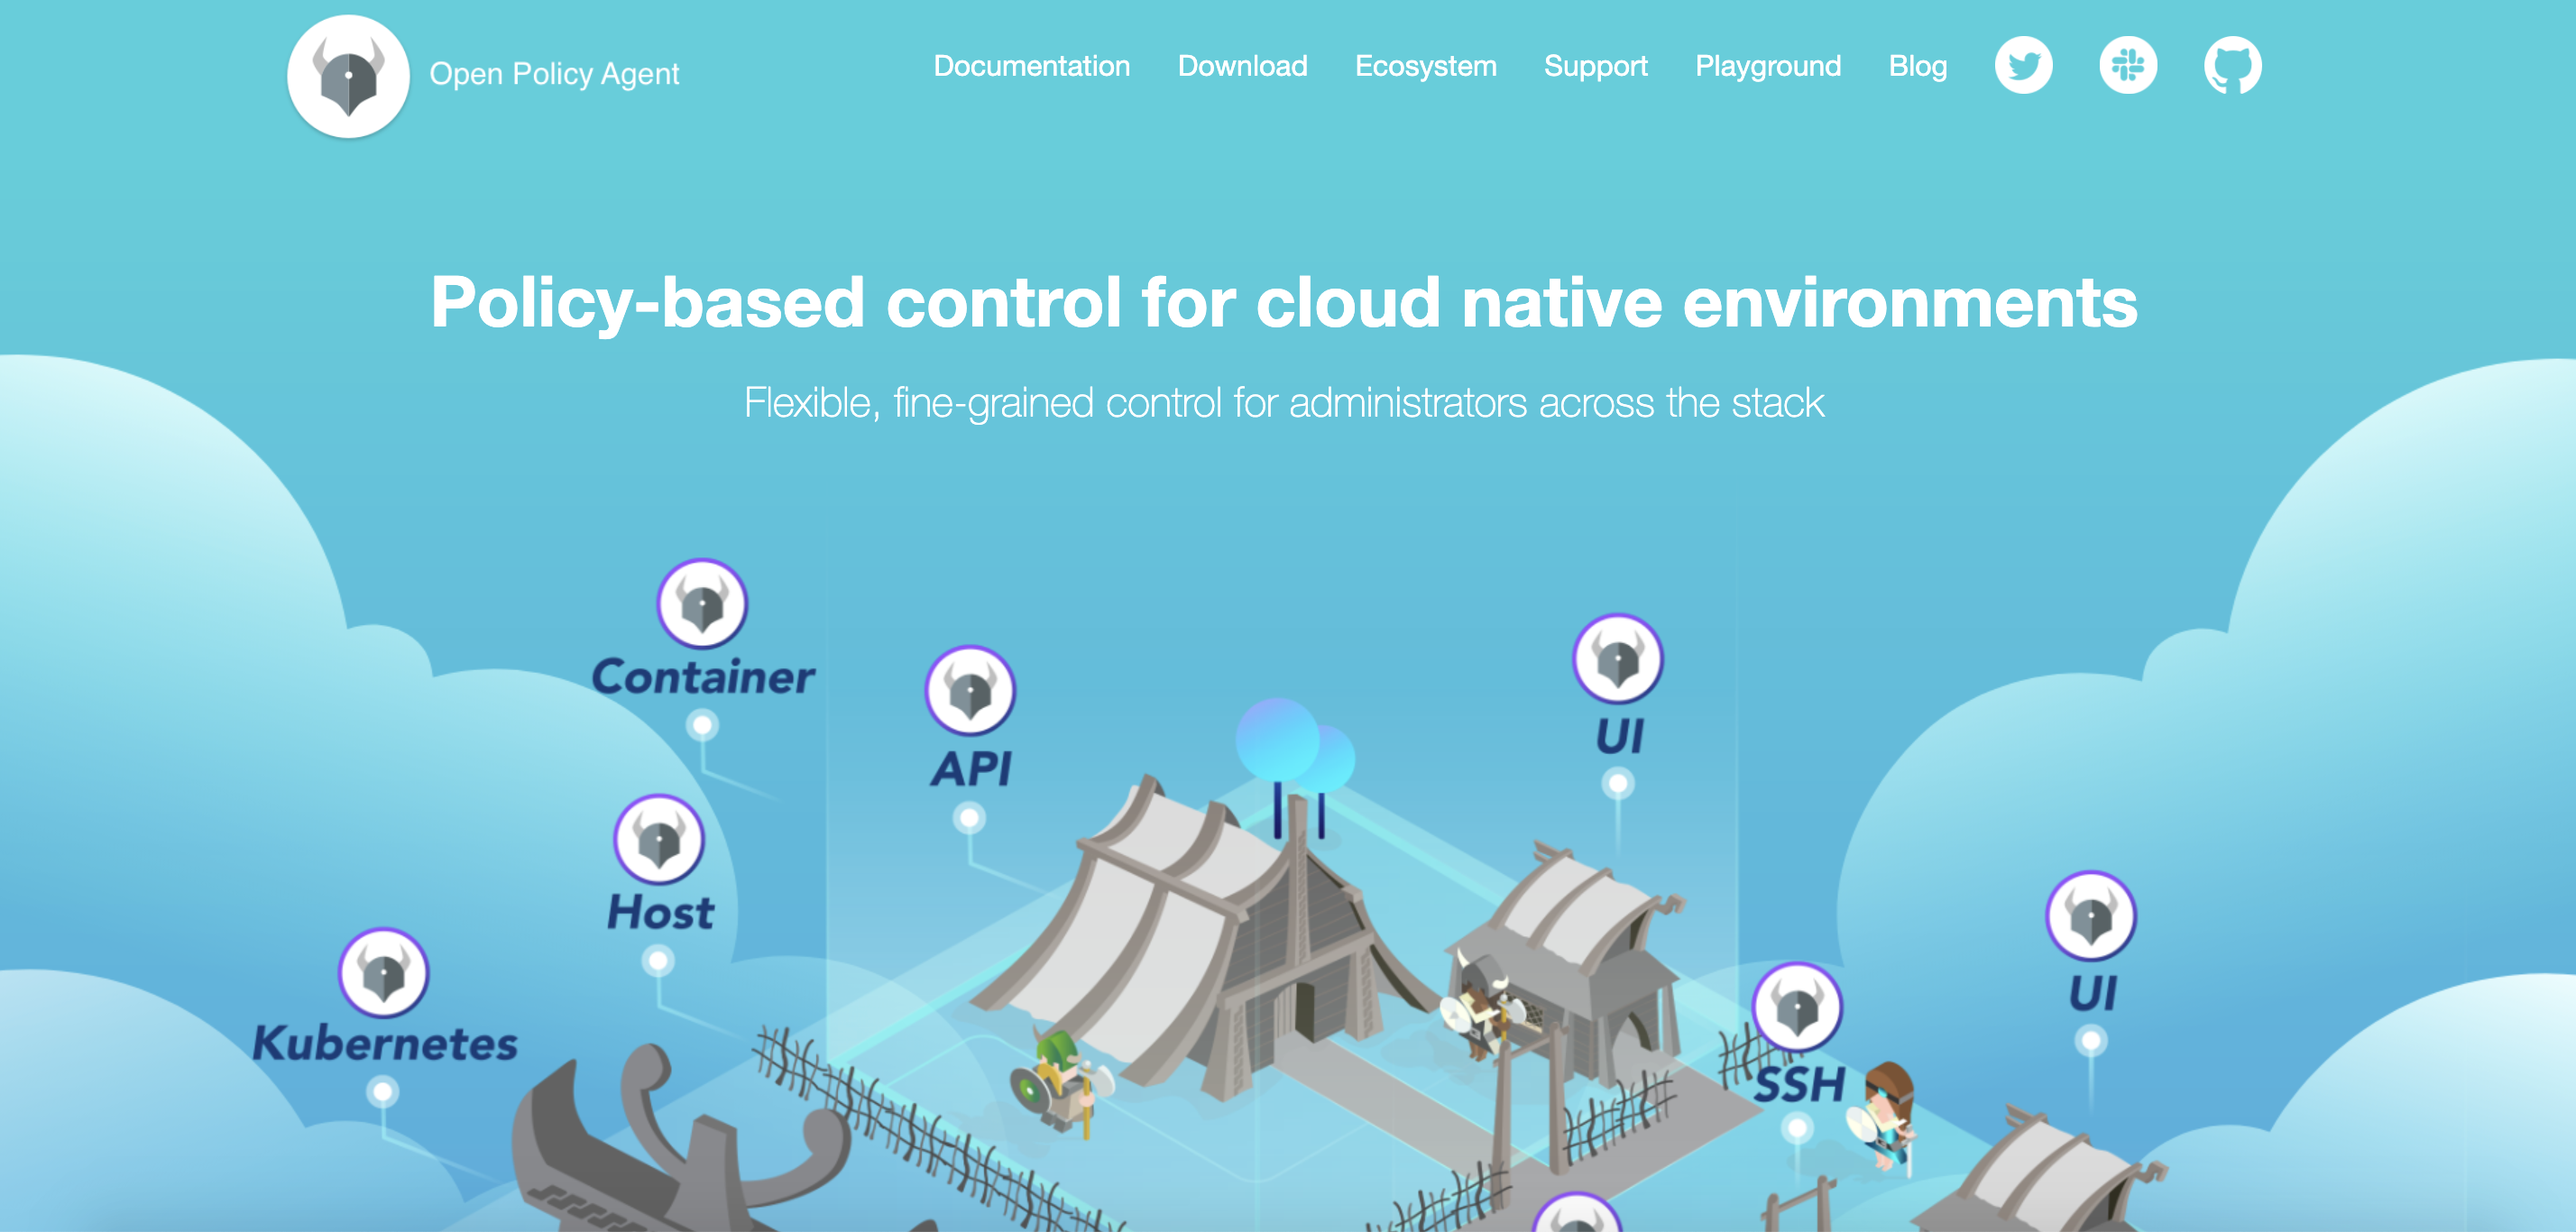 Open Policy Agent
Documentation Download Ecosystem Support Playground Blog
Policy-based control for cloud native environments
Flexible, fine-grained control for administrators across the stack
Container
API
UI
Host
UI
Kubernetes
SSH